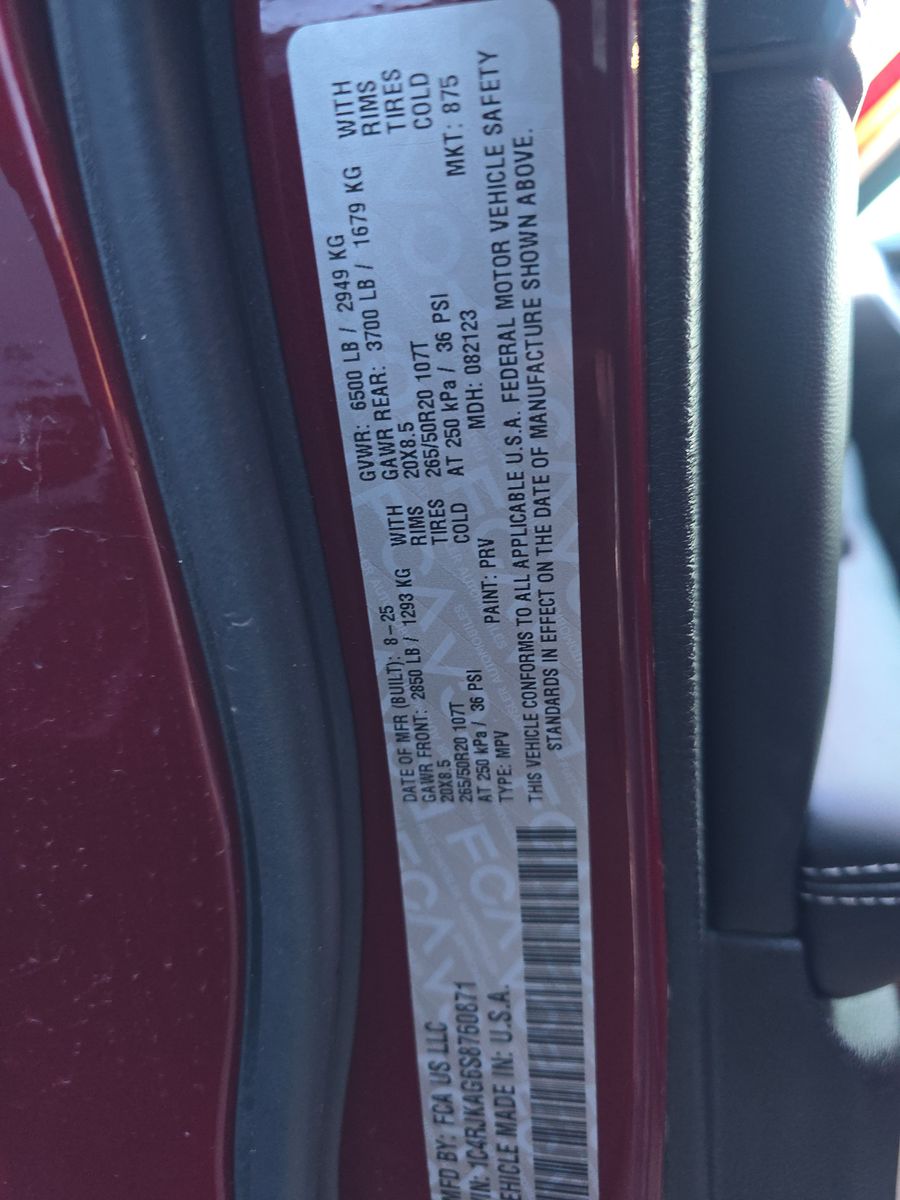 MFD BY: FCA US LLC
DATE OF MFR (BUILT): 8-25
GVWR: 6500 LB / 2949 KG
GAWR FRONT: 2850 LB / 1293 KG WITH
20X8.5 RIMS
265/50R20 107T TIRES
AT 250 kPa / 36 PSI COLD
GAWR REAR: 3700 LB / 1679 KG WITH
20X8.5 RIMS
265/50R20 107T TIRES
AT 250 kPa / 36 PSI COLD
TYPE: MPV PAINT: PRV MDH: 082123 MKT: 875
THIS VEHICLE CONFORMS TO ALL APPLICABLE U.S.A. FEDERAL MOTOR VEHICLE SAFETY
STANDARDS IN EFFECT ON THE DATE OF MANUFACTURE SHOWN ABOVE.
VIN: 1C4RJKAG6S8760871
VEHICLE MADE IN: U.S.A.